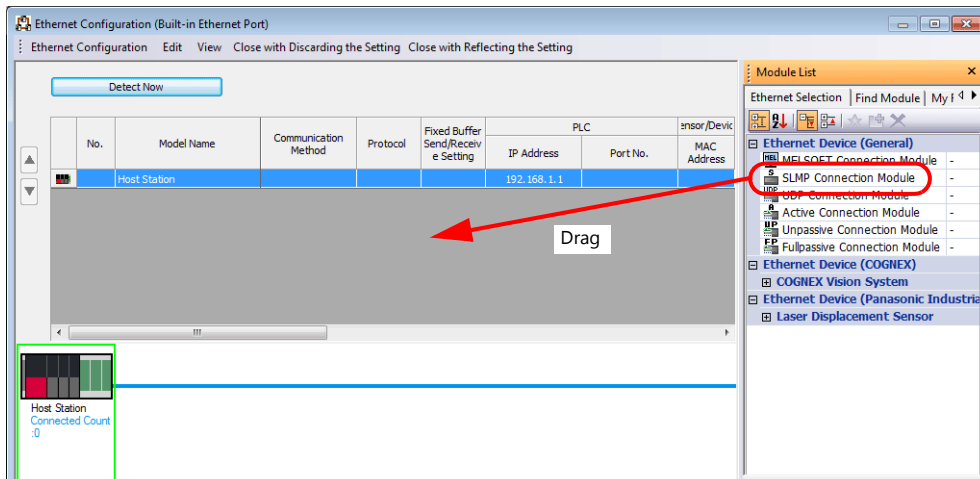 Ethernet Configuration (Built-in Ethernet Port)
Ethernet Configuration Edit View Close with Discarding the Setting Close with Reflecting the Setting
Detect Now
No.
Model Name
Communication
Method
Protocol
Fixed Buffer
Send/Receiv
e Setting
PLC
IP Address
Port No.
ensor/Devic
MAC
Address
Host Station
192.168.1.1
Drag
Host Station
Connected Count
:0
Module List
Ethernet Selection
Find Module
My F
Ethernet Device (General)
MELSOFT Connection Module -
SLMP Connection Module -
UDP Connection Module -
Active Connection Module -
Unpassive Connection Module -
Fullpassive Connection Module -
Ethernet Device (COGNEX)
COGNEX Vision System
Ethernet Device (Panasonic Industria
Laser Displacement Sensor